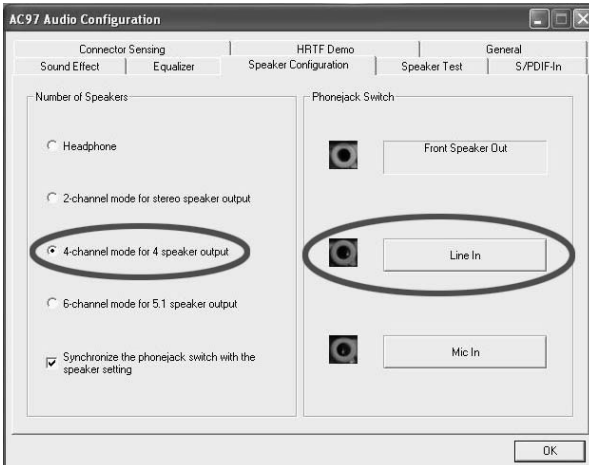 AC97 Audio Configuration
Connector Sensing
HRTF Demo
General
Sound Effect
Equalizer
Speaker Configuration
Speaker Test
S/PDIF-In
Number of Speakers
Headphone
2-channel mode for stereo speaker output
4-channel mode for 4 speaker output
6-channel mode for 5.1 speaker output
Synchronize the phonejack switch with the
speaker setting
Phonejack Switch
Front Speaker Out
Line In
Mic In
OK